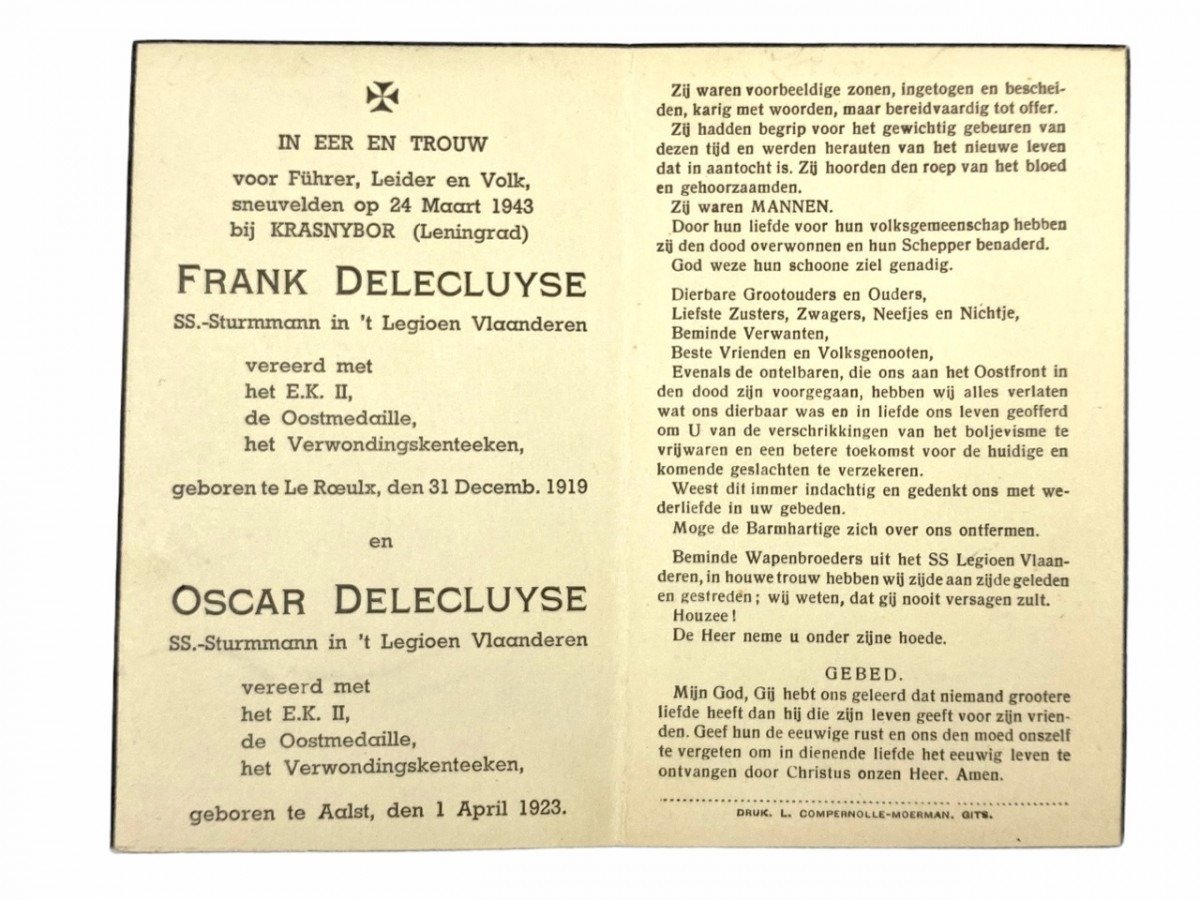 IN EER EN TROUW
voor Führer, Leider en Volk,
sneuvelden op 24 Maart 1943
bij KRASNYBOR (Leningrad)
FRANK DELECLUYSE
SS.-Sturmmann in 't Legioen Vlaanderen
vereerd met
het E.K. II,
de Oostmedaille,
het Verwondingskenteeken,
geboren te Le Rœulx, den 31 Decemb. 1919
en
OSCAR DELECLUYSE
SS.-Sturmmann in 't Legioen Vlaanderen
vereerd met
het E.K. II,
de Oostmedaille,
het Verwondingskenteeken,
geboren te Aalst, den 1 April 1923.
Zij waren voorbeeldige zonen, ingetogen en beschei-
den, karig met woorden, maar bereidvaardig tot offer.
Zij hadden begrip voor het gewichtig gebeuren van
dezen tijd en werden herauten van het nieuwe leven
dat in aantocht is. Zij hoorden den roep van het bloed
en gehoorzaamden.
Zij waren MANNEN.
Door hun liefde voor hun volksgemeenschap hebben
zij den dood overwonnen en hun Schepper benaderd.
God weze hun schoone ziel genadig.
Dierbare Grootouders en Ouders,
Liefste Zusters, Zwagers, Neefjes en Nichtje,
Beminde Verwanten,
Beste Vrienden en Volksgenooten,
Evenals de ontelbaren, die ons aan het Oostfront in
den dood zijn voorgegaan, hebben wij alles verlaten
wat ons dierbaar was en in liefde ons leven geofferd
om U van de verschrikkingen van het boljevisme te
vrijwaren en een betere toekomst voor de huidige en
komende geslachten te verzekeren.
Weest dit immer indachtig en gedenkt ons met we-
derliefde in uw gebeden.
Moge de Barmhartige zich over ons ontfermen.
Beminde Wapenbroeders uit het SS Legioen Vlaan-
deren, in houwe trouw hebben wij zijde aan zijde geleden
en gestreden; wij weten, dat gij nooit versagen zult.
Houzee!
De Heer neme u onder zijne hoede.
GEBED.
Mijn God, Gij hebt ons geleerd dat niemand grootere
liefde heeft dan hij die zijn leven geeft voor zijn vrien-
den. Geef hun de eeuwige rust en ons den moed onszelf
te vergeten om in dienende liefde het eeuwig leven te
ontvangen door Christus onzen Heer. Amen.
DRUK. L. COMPERNOLLE-MOERMAN. GITS.